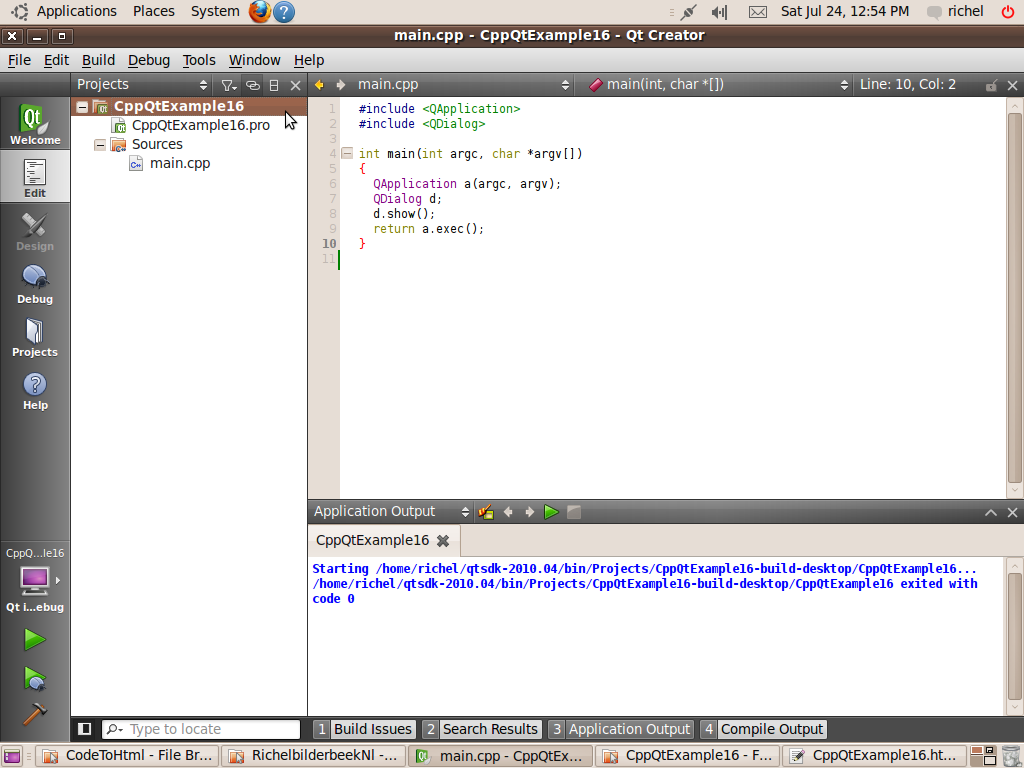 Applications Places System ? Sat Jul 24, 12:54 PM richel
main.cpp - CppQtExample16 - Qt Creator
File Edit Build Debug Tools Window Help
Projects main.cpp main(int, char *[]) Line: 10, Col: 2
Qt
Welcome
Edit
Design
Debug
Projects
Help
CppQ...le16
Qt i...ebug
CppQtExample16
CppQtExample16.pro
Sources
main.cpp
1 #include <QApplication>
2 #include <QDialog>
3
4 int main(int argc, char *argv[])
5 {
6 QApplication a(argc, argv);
7 QDialog d;
8 d.show();
9 return a.exec();
10 }
11
Application Output
CppQtExample16
Starting /home/richel/qtsdk-2010.04/bin/Projects/CppQtExample16-build-desktop/CppQtExample16...
/home/richel/qtsdk-2010.04/bin/Projects/CppQtExample16-build-desktop/CppQtExample16 exited with
code 0
Type to locate 1 Build Issues 2 Search Results 3 Application Output 4 Compile Output
CodeToHtml - File Br... RichelbilderbeekNl -... main.cpp - CppQtEx... CppQtExample16 - F... CppQtExample16.ht...